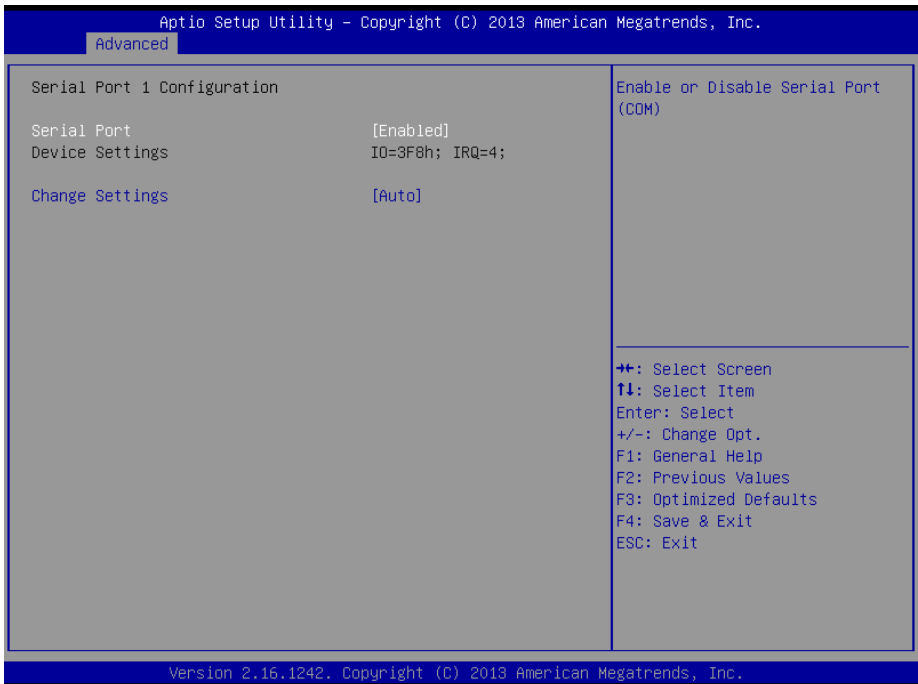 Aptio Setup Utility – Copyright (C) 2013 American Megatrends, Inc.
Advanced
Serial Port 1 Configuration
Serial Port [Enabled]
Device Settings IO=3F8h; IRQ=4;
Change Settings [Auto]
Enable or Disable Serial Port
(COM)
→←: Select Screen
↑↓: Select Item
Enter: Select
+/-: Change Opt.
F1: General Help
F2: Previous Values
F3: Optimized Defaults
F4: Save & Exit
ESC: Exit
Version 2.16.1242. Copyright (C) 2013 American Megatrends, Inc.